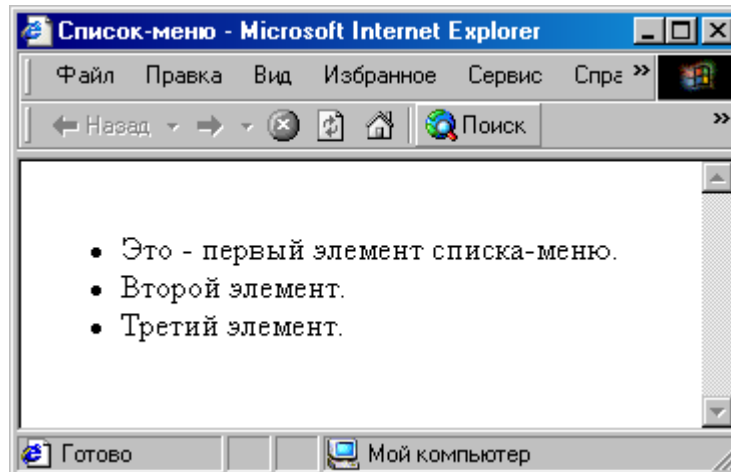 Список-меню - Microsoft Internet Explorer
Файл Правка Вид Избранное Сервис Спра »
Назад Поиск »
Это - первый элемент списка-меню.
Второй элемент.
Третий элемент.
Готово Мой компьютер